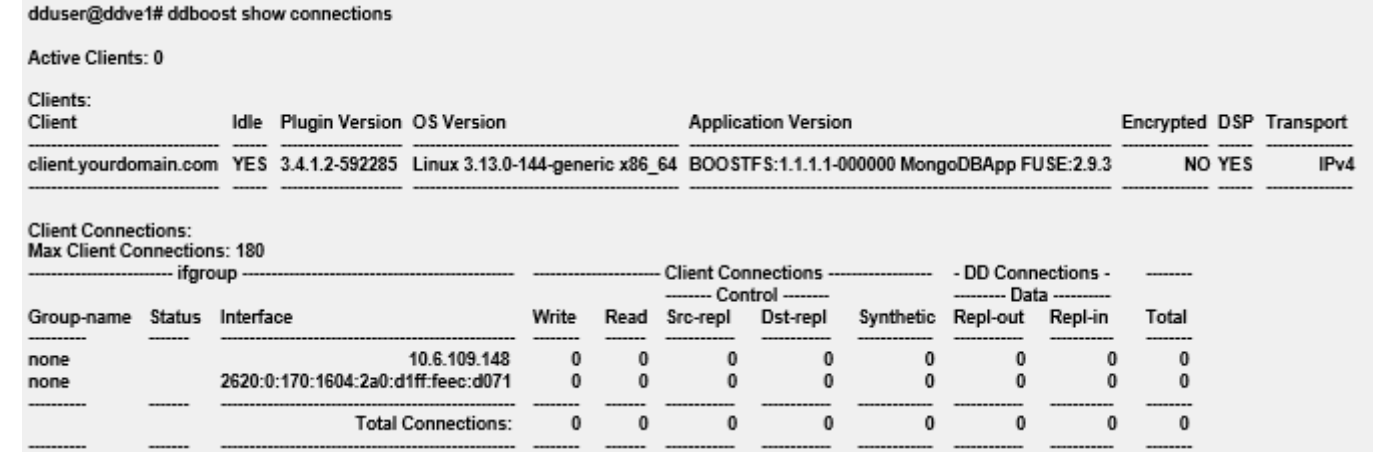 dduser@ddve1# ddboost show connections
Active Clients: 0
Clients:
Client Idle Plugin Version OS Version Application Version Encrypted DSP Transport
client.yourdomain.com YES 3.4.1.2-592285 Linux 3.13.0-144-generic x86_64 BOOSTFS:1.1.1.1-000000 MongoDBApp FUSE:2.9.3 NO YES IPv4
Client Connections:
Max Client Connections: 180
------------------------- ifgroup ----------------------------------------------- ---------------------- Client Connections ------------------ - DD Connections - --------
-------- Control -------- --------- Data ----------
Group-name Status Interface Write Read Src-repl Dst-repl Synthetic Repl-out Repl-in Total
none 10.6.109.148 0 0 0 0 0 0 0 0
none 2620:0:170:1604:2a0:d1ff:feec:d071 0 0 0 0 0 0 0 0
Total Connections: 0 0 0 0 0 0 0 0